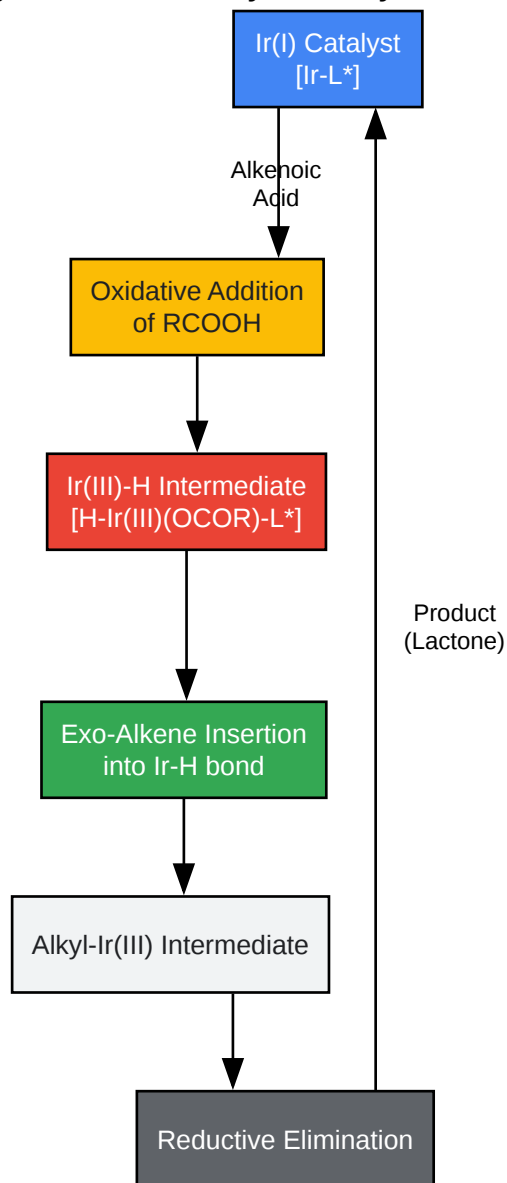 Ir(I) Catalyst
[Ir-L*]
Alkenoic
Acid
Oxidative Addition
of RCOOH
Ir(III)-H Intermediate
[H-Ir(III)(OCOR)-L*]
Product
(Lactone)
Exo-Alkene Insertion
into Ir-H bond
Alkyl-Ir(III) Intermediate
Reductive Elimination